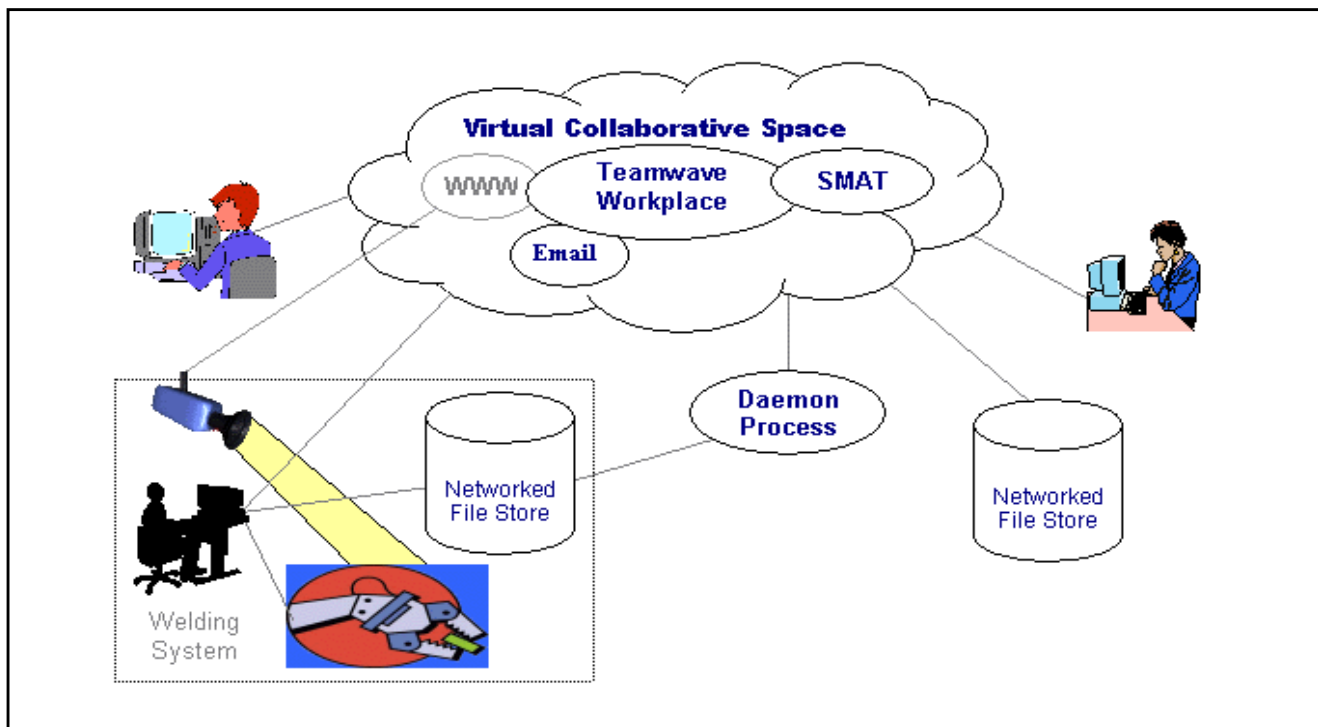 Virtual Collaborative Space
WWW
Teamwave
Workplace
SMAT
Email
Daemon
Process
Networked
File Store
Networked
File Store
Welding
System